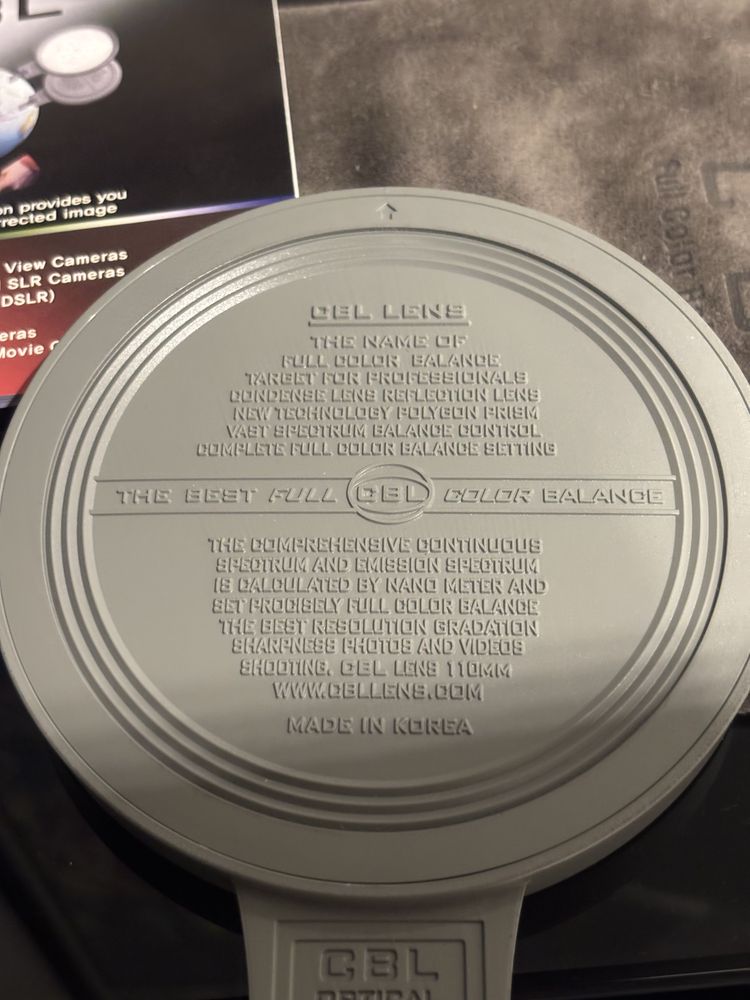 on provides you
rrected image
View Cameras
SLR Cameras
DSLR)
eras
Movie
CBL LENS
THE NAME OF
FULL COLOR BALANCE
TARGET FOR PROFESSIONALS
CONDENSE LENS REFLECTION LENS
NEW TECHNOLOGY POLYGON PRISM
VAST SPECTRUM BALANCE CONTROL
COMPLETE FULL COLOR BALANCE SETTING
THE BEST FULL CBL COLOR BALANCE
THE COMPREHENSIVE CONTINUOUS
SPECTRUM AND EMISSION SPECTRUM
IS CALCULATED BY NANO METER AND
SET PROCISELY FULL COLOR BALANCE
THE BEST RESOLUTION GRADATION
SHARPNESS PHOTOS AND VIDEOS
SHOOTING. CBL LENS 110MM
WWW.CBLLENS.COM
MADE IN KOREA
CBL
OPTICAL